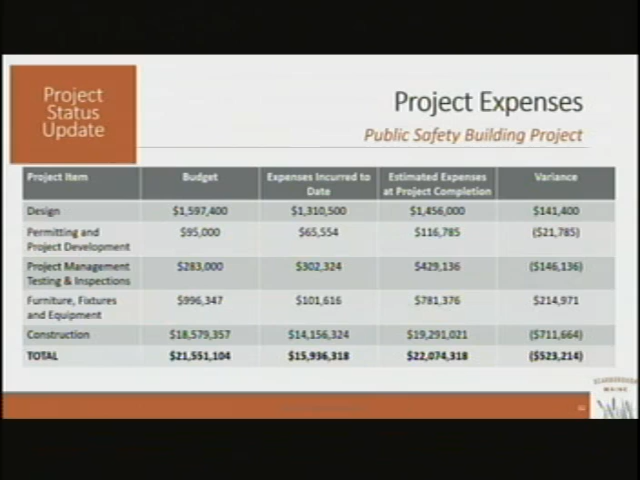 Project
Status
Update
Project Expenses
Public Safety Building Project
Project Item Budget Expenses Incurred to Date Estimated Expenses at Project Completion Variance
Design $1,597,400 $1,310,500 $1,456,000 $141,400
Permitting and Project Development $95,000 $65,554 $116,785 ($21,785)
Project Management Testing & Inspections $283,000 $302,324 $429,136 ($146,136)
Furniture, Fixtures and Equipment $996,347 $101,616 $781,376 $214,971
Construction $18,579,357 $14,156,324 $19,291,021 ($711,664)
TOTAL $21,551,104 $15,936,318 $22,074,318 ($523,214)
MAINE